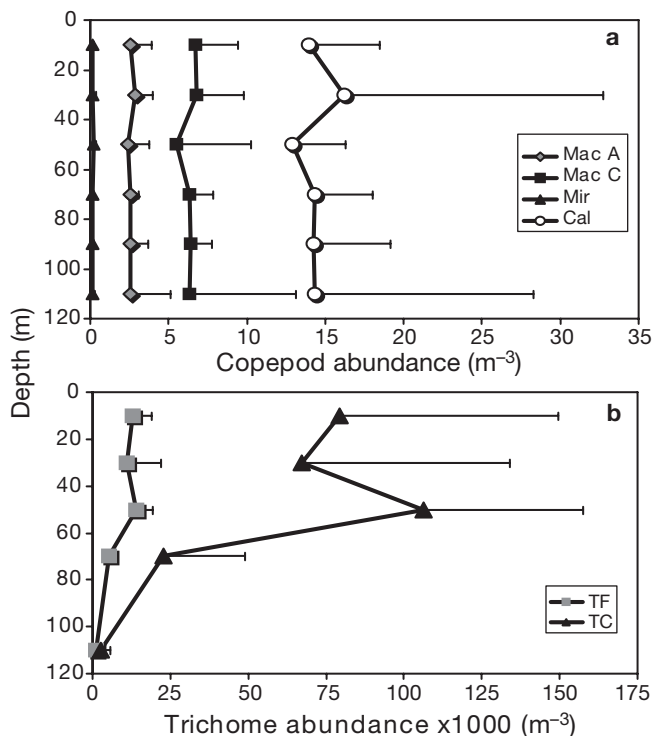 0
20
40
60
80
100
120
a
Mac A
Mac C
Mir
Cal
0 5 10 15 20 25 30 35
Copepod abundance (m⁻³)
Depth (m)
0
20
40
60
80
100
120
b
TF
TC
0 25 50 75 100 125 150 175
Trichome abundance x1000 (m⁻³)